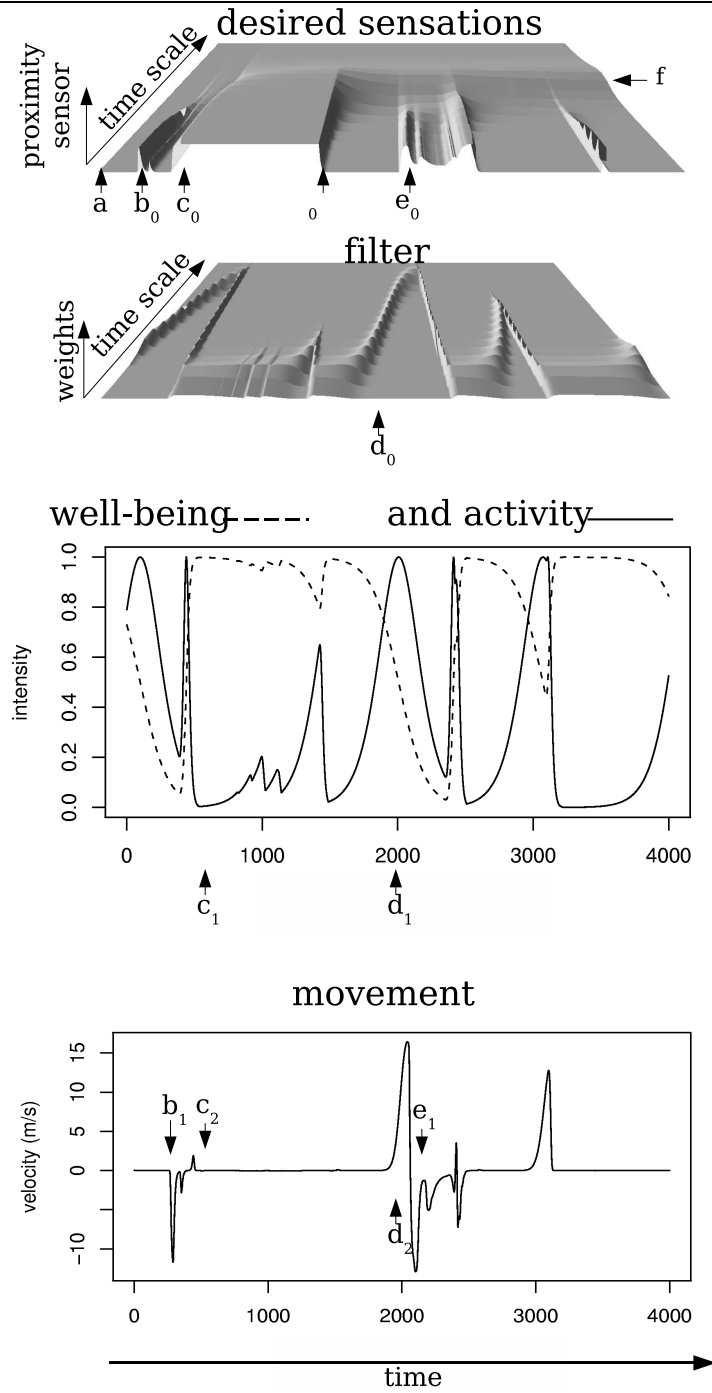 desired sensations
proximity sensor
time scale
f
a b₀ c₀ ₀ e₀
filter
weights
time scale
d₀
well-being and activity
intensity
1.0
0.8
0.6
0.4
0.2
0.0
0 1000 2000 3000 4000
c₁ d₁
movement
velocity (m/s)
15
10
5
0
−10
b₁ c₂ e₁
d₂
0 1000 2000 3000 4000
time